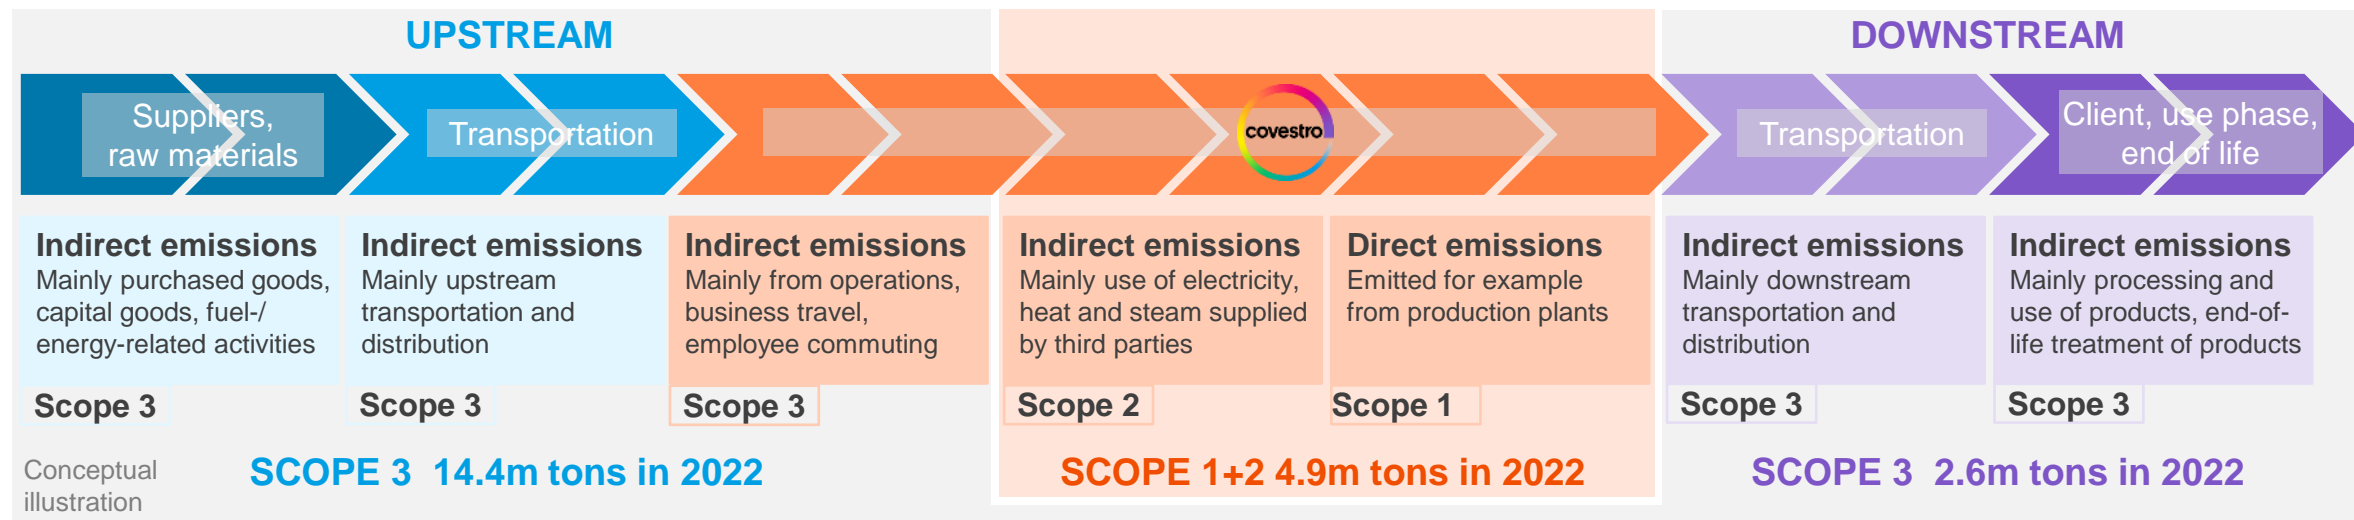 UPSTREAM
DOWNSTREAM
Suppliers,
raw materials
Transportation
covestro
Transportation
Client, use phase,
end of life
Indirect emissions
Mainly purchased goods,
capital goods, fuel-/
energy-related activities
Scope 3
Indirect emissions
Mainly upstream
transportation and
distribution
Scope 3
Indirect emissions
Mainly from operations,
business travel,
employee commuting
Scope 3
Indirect emissions
Mainly use of electricity,
heat and steam supplied
by third parties
Scope 2
Direct emissions
Emitted for example
from production plants
Scope 1
Indirect emissions
Mainly downstream
transportation and
distribution
Scope 3
Indirect emissions
Mainly processing and
use of products, end-of-
life treatment of products
Scope 3
Conceptual
illustration
SCOPE 3 14.4m tons in 2022
SCOPE 1+2 4.9m tons in 2022
SCOPE 3 2.6m tons in 2022